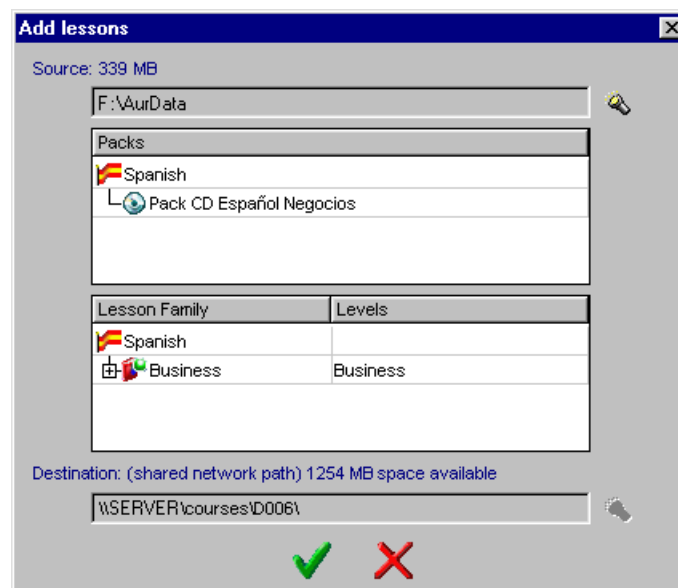 Add lessons
Source: 339 MB
F:\AurData
Packs
Spanish
Pack CD Español Negocios
Lesson Family Levels
Spanish
Business Business
Destination: (shared network path) 1254 MB space available
\\SERVER\courses\D006\